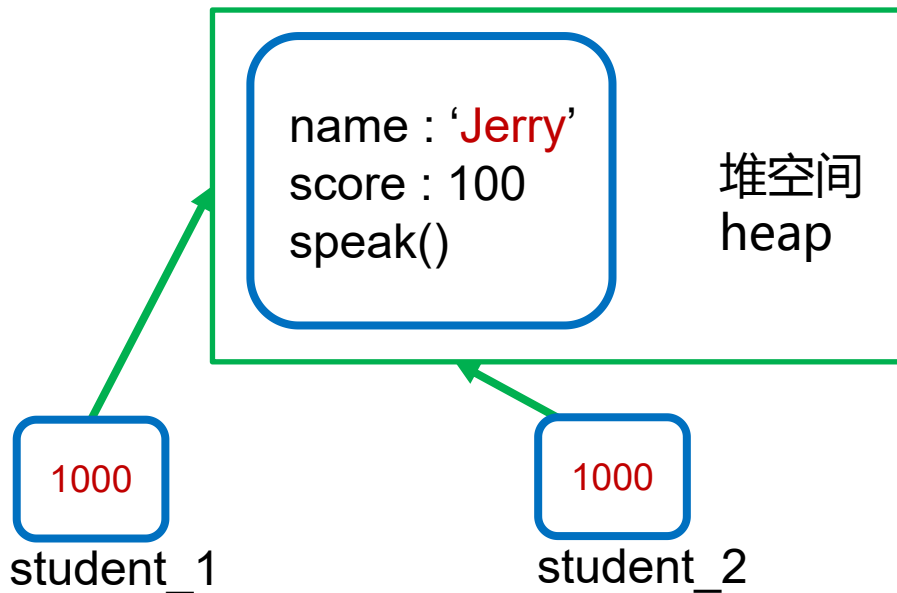 name : ‘Jerry’
score : 100
speak()
堆空间
heap
1000
student_1
1000
student_2